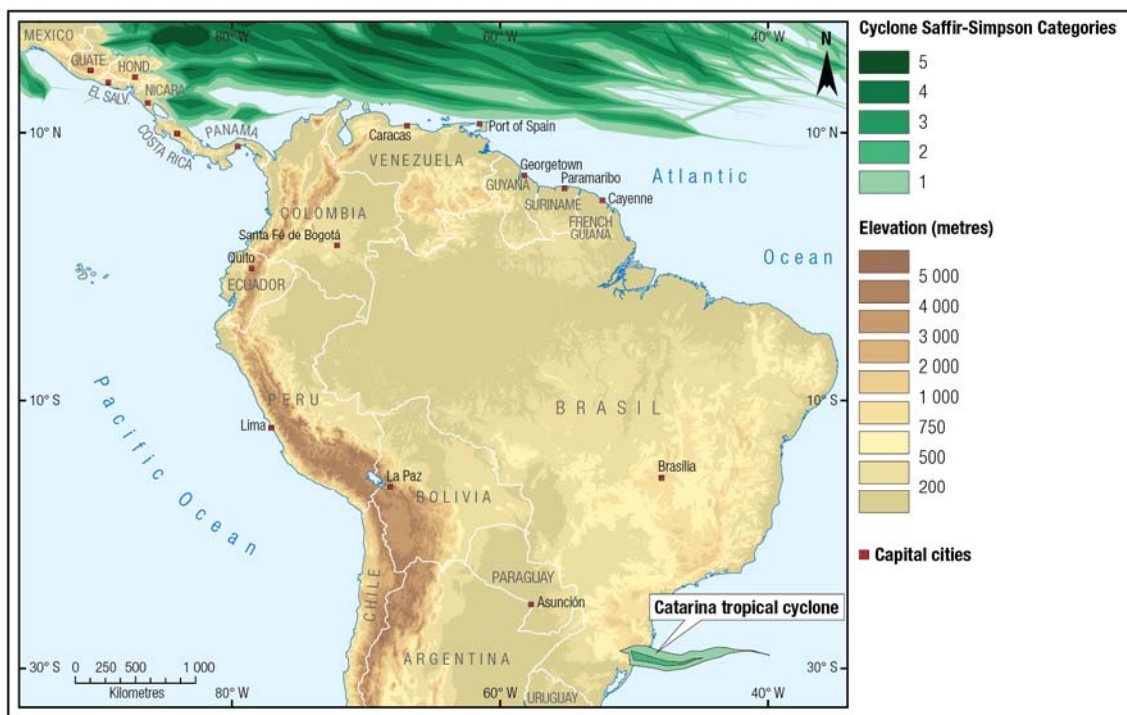 80° W
60° W
40° W
N
MEXICO
GUATE.
HOND
EL SALV.
NICARA
COSTA RICA
PANAMA
10° N
10° N
Caracas
Port of Spain
VENEZUELA
Georgetown
Paramaribo
GUYANA
Cayenne
SURINAME
FRENCH
GUIANA
Atlantic
Ocean
COLOMBIA
Santa Fé de Bogotá
Quito
ECUADOR
Pacific Ocean
PERU
BRASIL
10° S
10° S
Lima
Brasília
La Paz
BOLIVIA
PARAGUAY
CHILE
Asunción
Catarina tropical cyclone
ARGENTINA
URUGUAY
30° S
30° S
0 250 500 1 000
Kilometres
80° W
60° W
40° W
Cyclone Saffir-Simpson Categories
5
4
3
2
1
Elevation (metres)
5 000
4 000
3 000
2 000
1 000
750
500
200
Capital cities